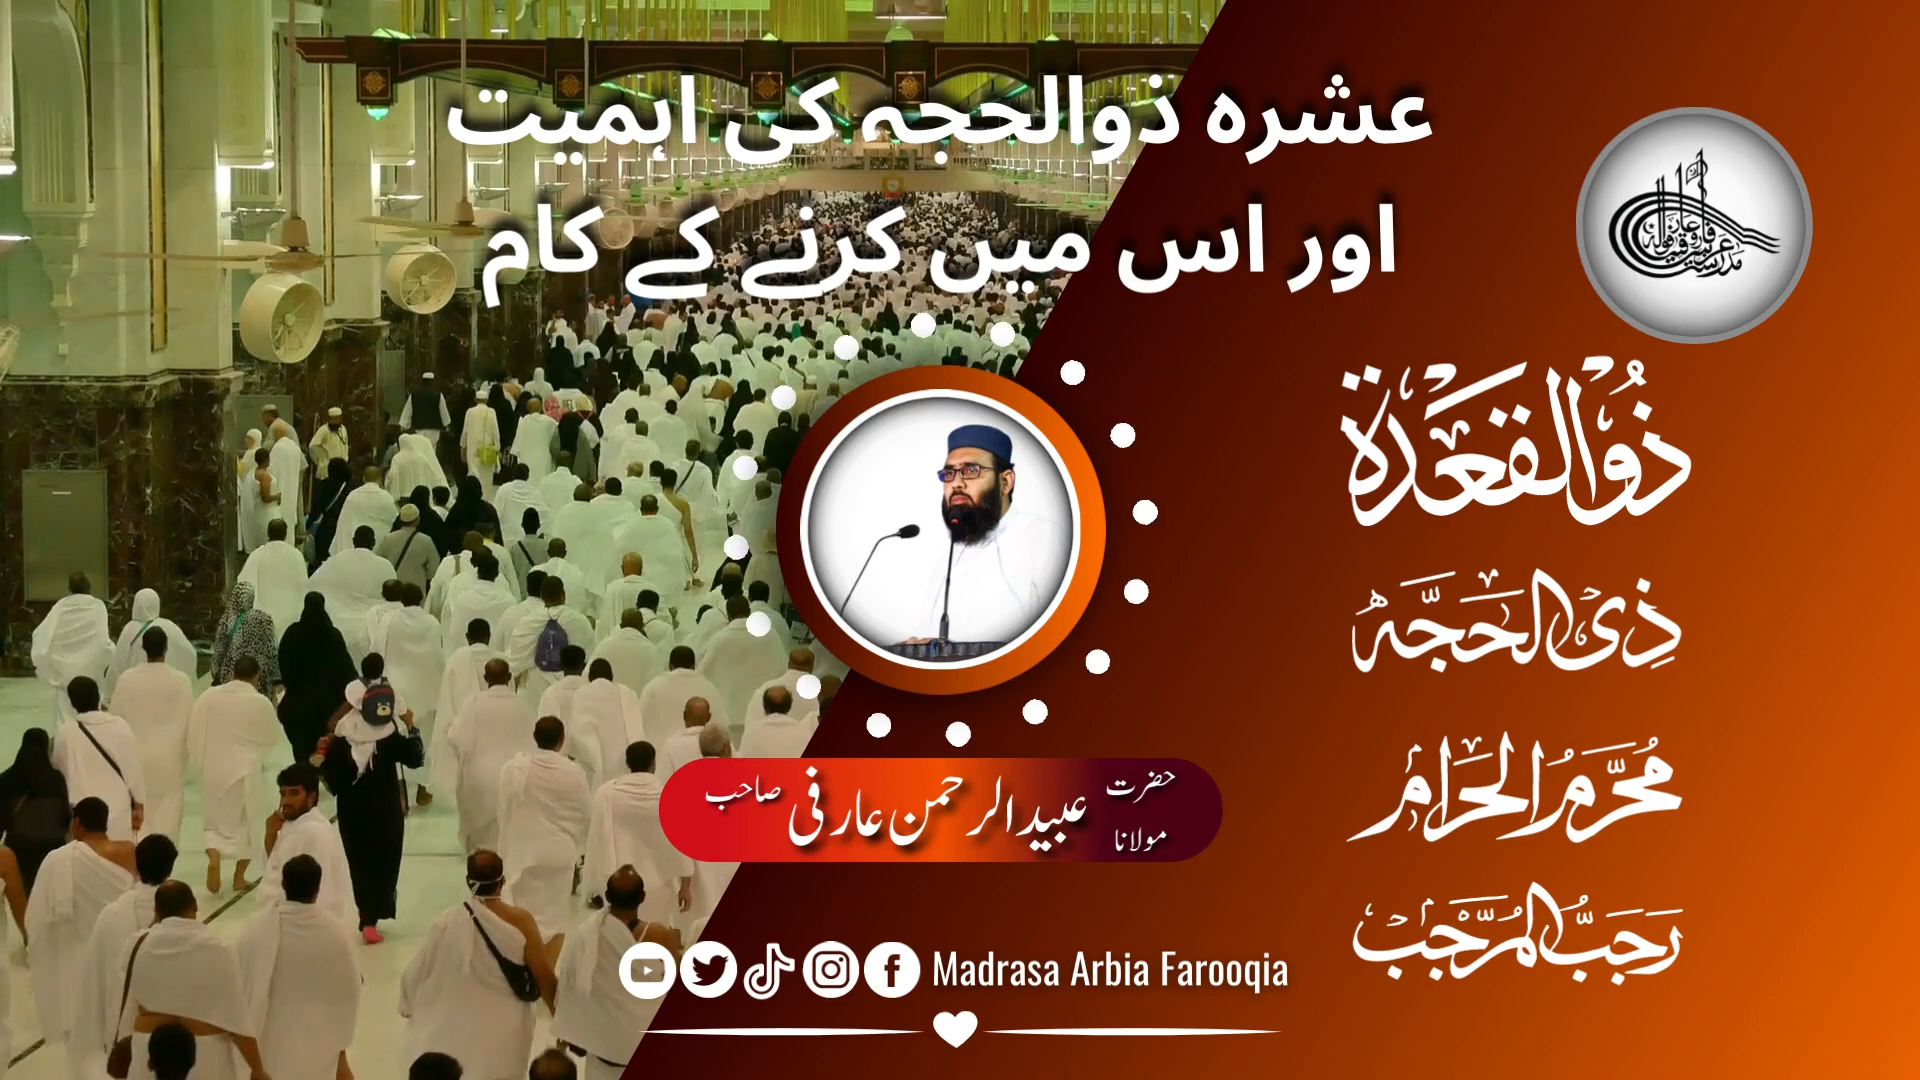 عشرہ ذوالحجہ کی اہمیت
اور اس میں کرنے کے کام
ذُوالقَعْدَة
ذِی الحَجَّہ
مُحَرَّمُ الحَرَام
رَجَبُ المُرَجَّب
حضرت مولانا عبیدالرحمن عارفی صاحب
Madrasa Arbia Farooqia